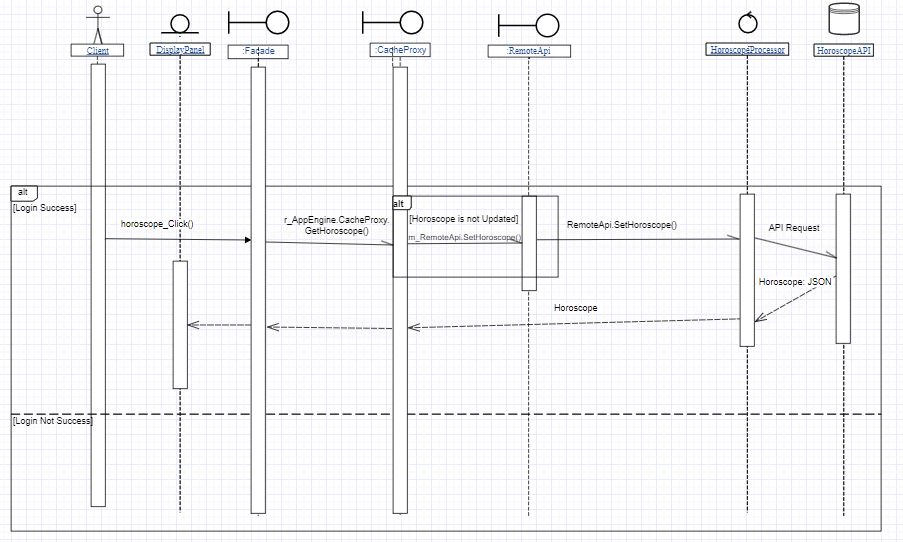 Client
DisplayPanel
:Façade
:CacheProxy
:RemoteApi
HoroscopeProcessor
HoroscopeAPI
alt
[Login Success]
horoscope_Click()
r_AppEngine.CacheProxy.
GetHoroscope()
alt
[Horoscope is not Updated]
m_RemoteApi.SetHoroscope()
RemoteApi.SetHoroscope()
API Request
Horoscope: JSON
Horoscope
[Login Not Success]